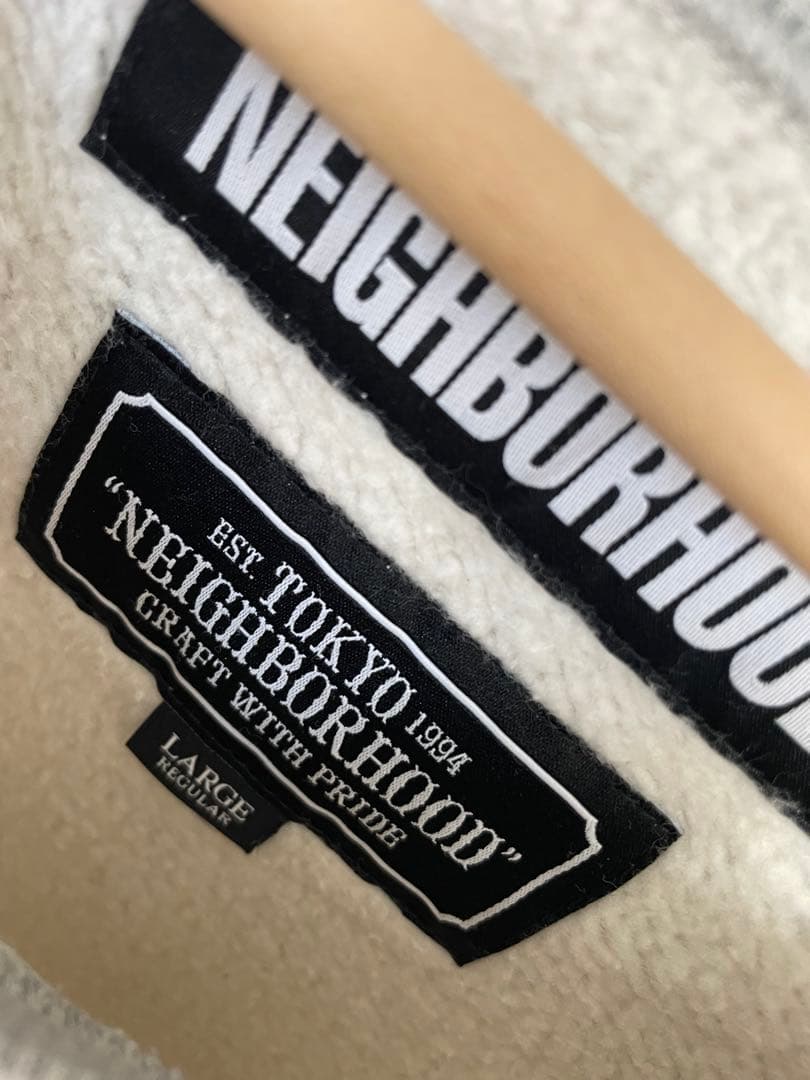 NEIGHBORHOOD
EST. TOKYO 1994
“NEIGHBORHOOD”
CRAFT WITH PRIDE
LARGE
REGULAR